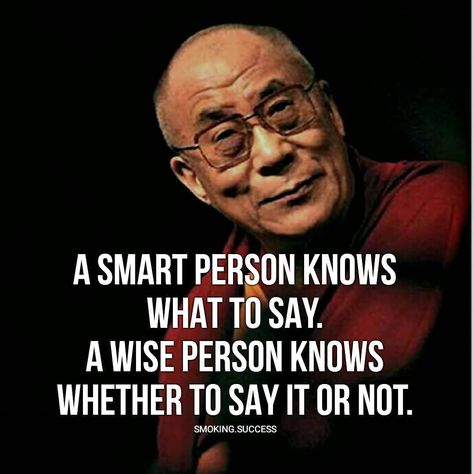 A SMART PERSON KNOWS
WHAT TO SAY.
A WISE PERSON KNOWS
WHETHER TO SAY IT OR NOT.
SMOKING.SUCCESS